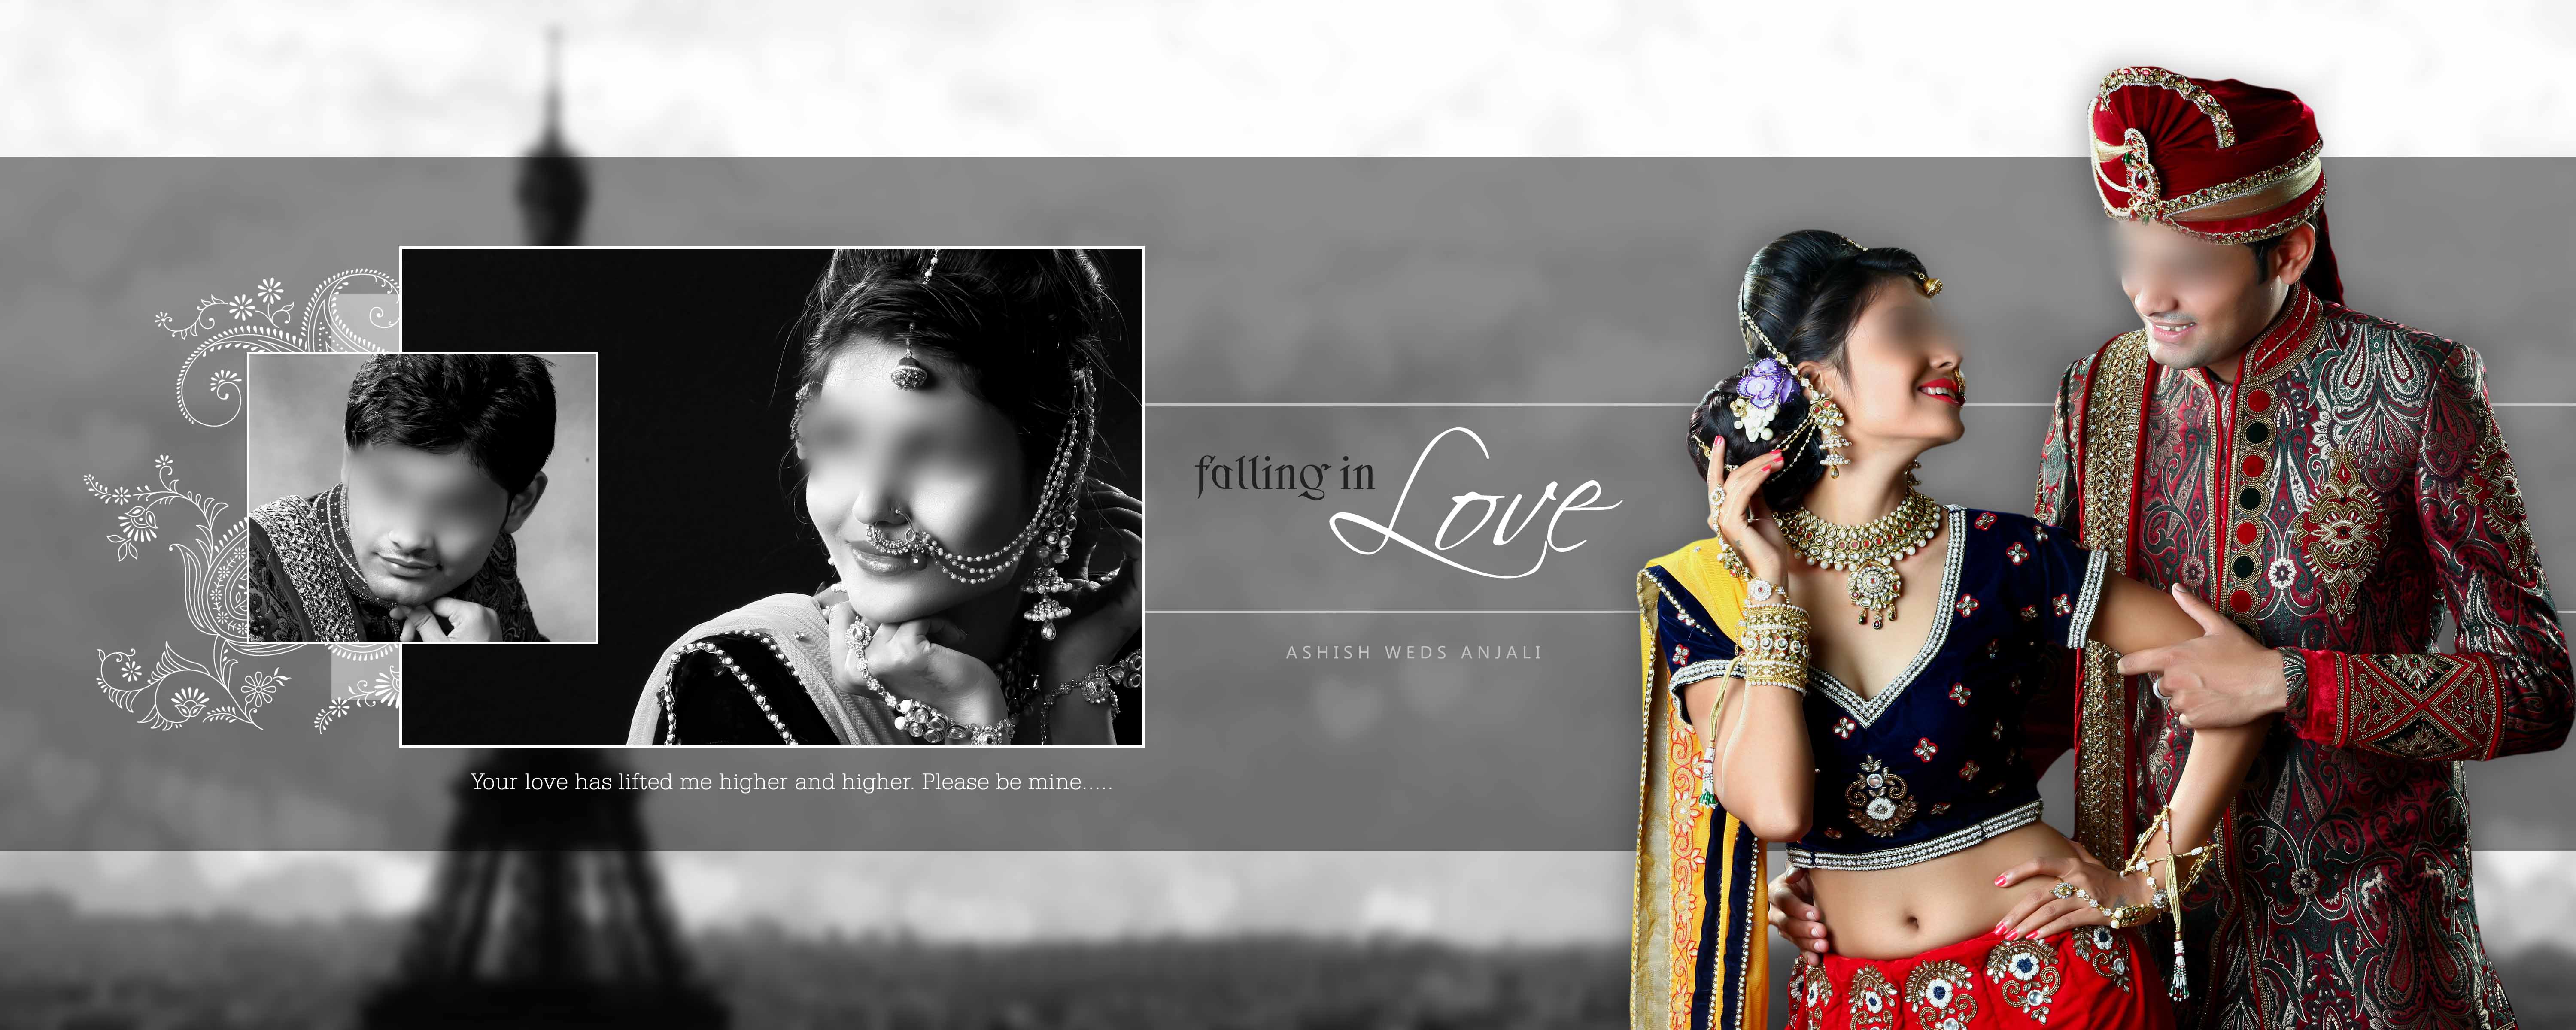 falling in
Love
ASHISH WEDS ANJALI
Your love has lifted me higher and higher. Please be mine.....